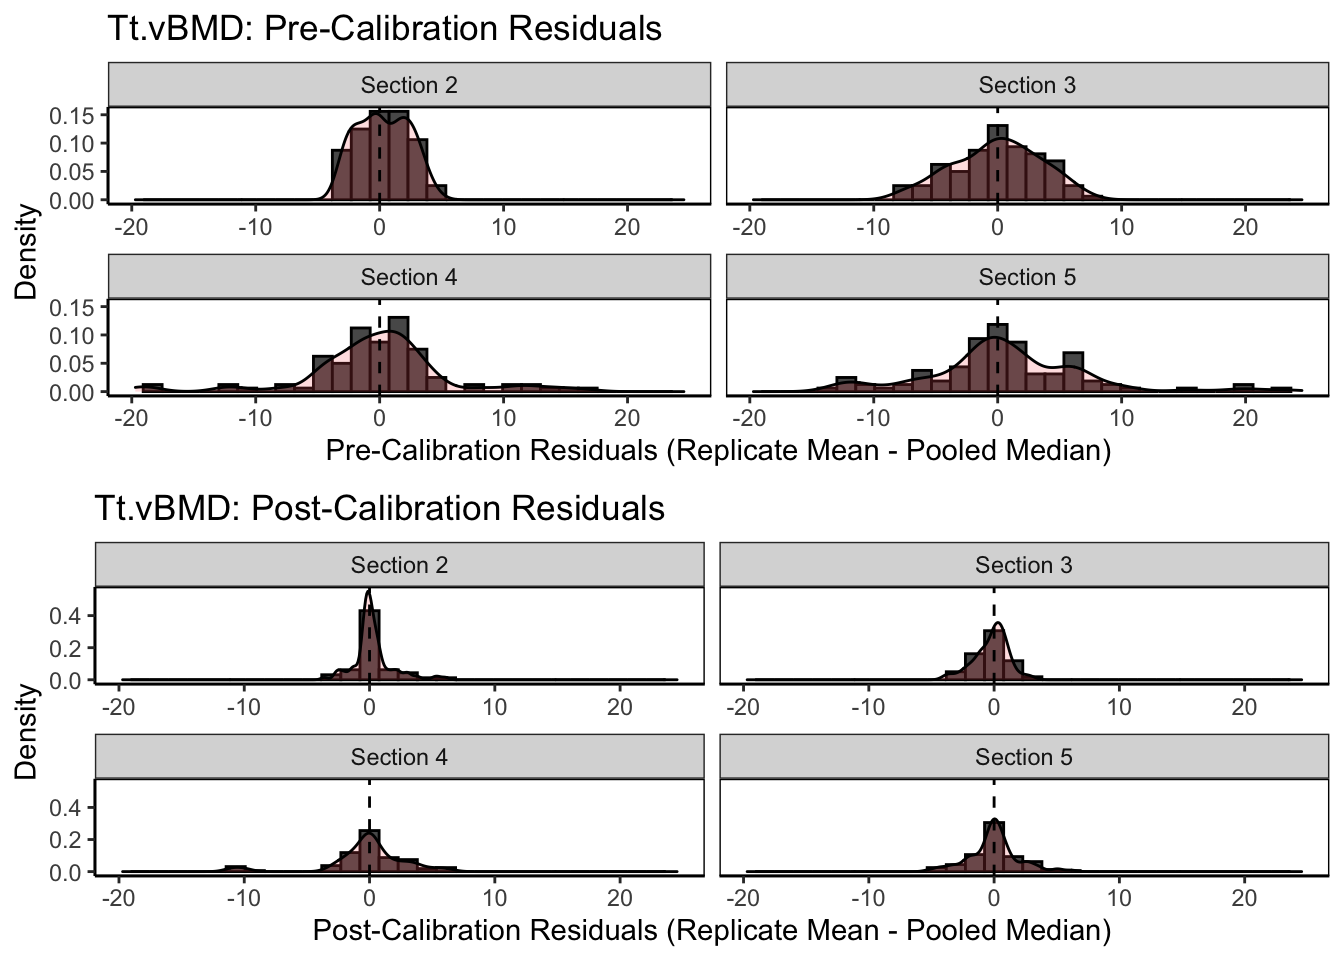 Tt.vBMD: Pre-Calibration Residuals
Section 2
Section 3
0.15
0.10
0.05
0.00
-20 -10 0 10 20
-20 -10 0 10 20
Density
Section 4
Section 5
0.15
0.10
0.05
0.00
-20 -10 0 10 20
-20 -10 0 10 20
Pre-Calibration Residuals (Replicate Mean - Pooled Median)
Tt.vBMD: Post-Calibration Residuals
Section 2
Section 3
0.4
0.2
0.0
-20 -10 0 10 20
-20 -10 0 10 20
Density
Section 4
Section 5
0.4
0.2
0.0
-20 -10 0 10 20
-20 -10 0 10 20
Post-Calibration Residuals (Replicate Mean - Pooled Median)